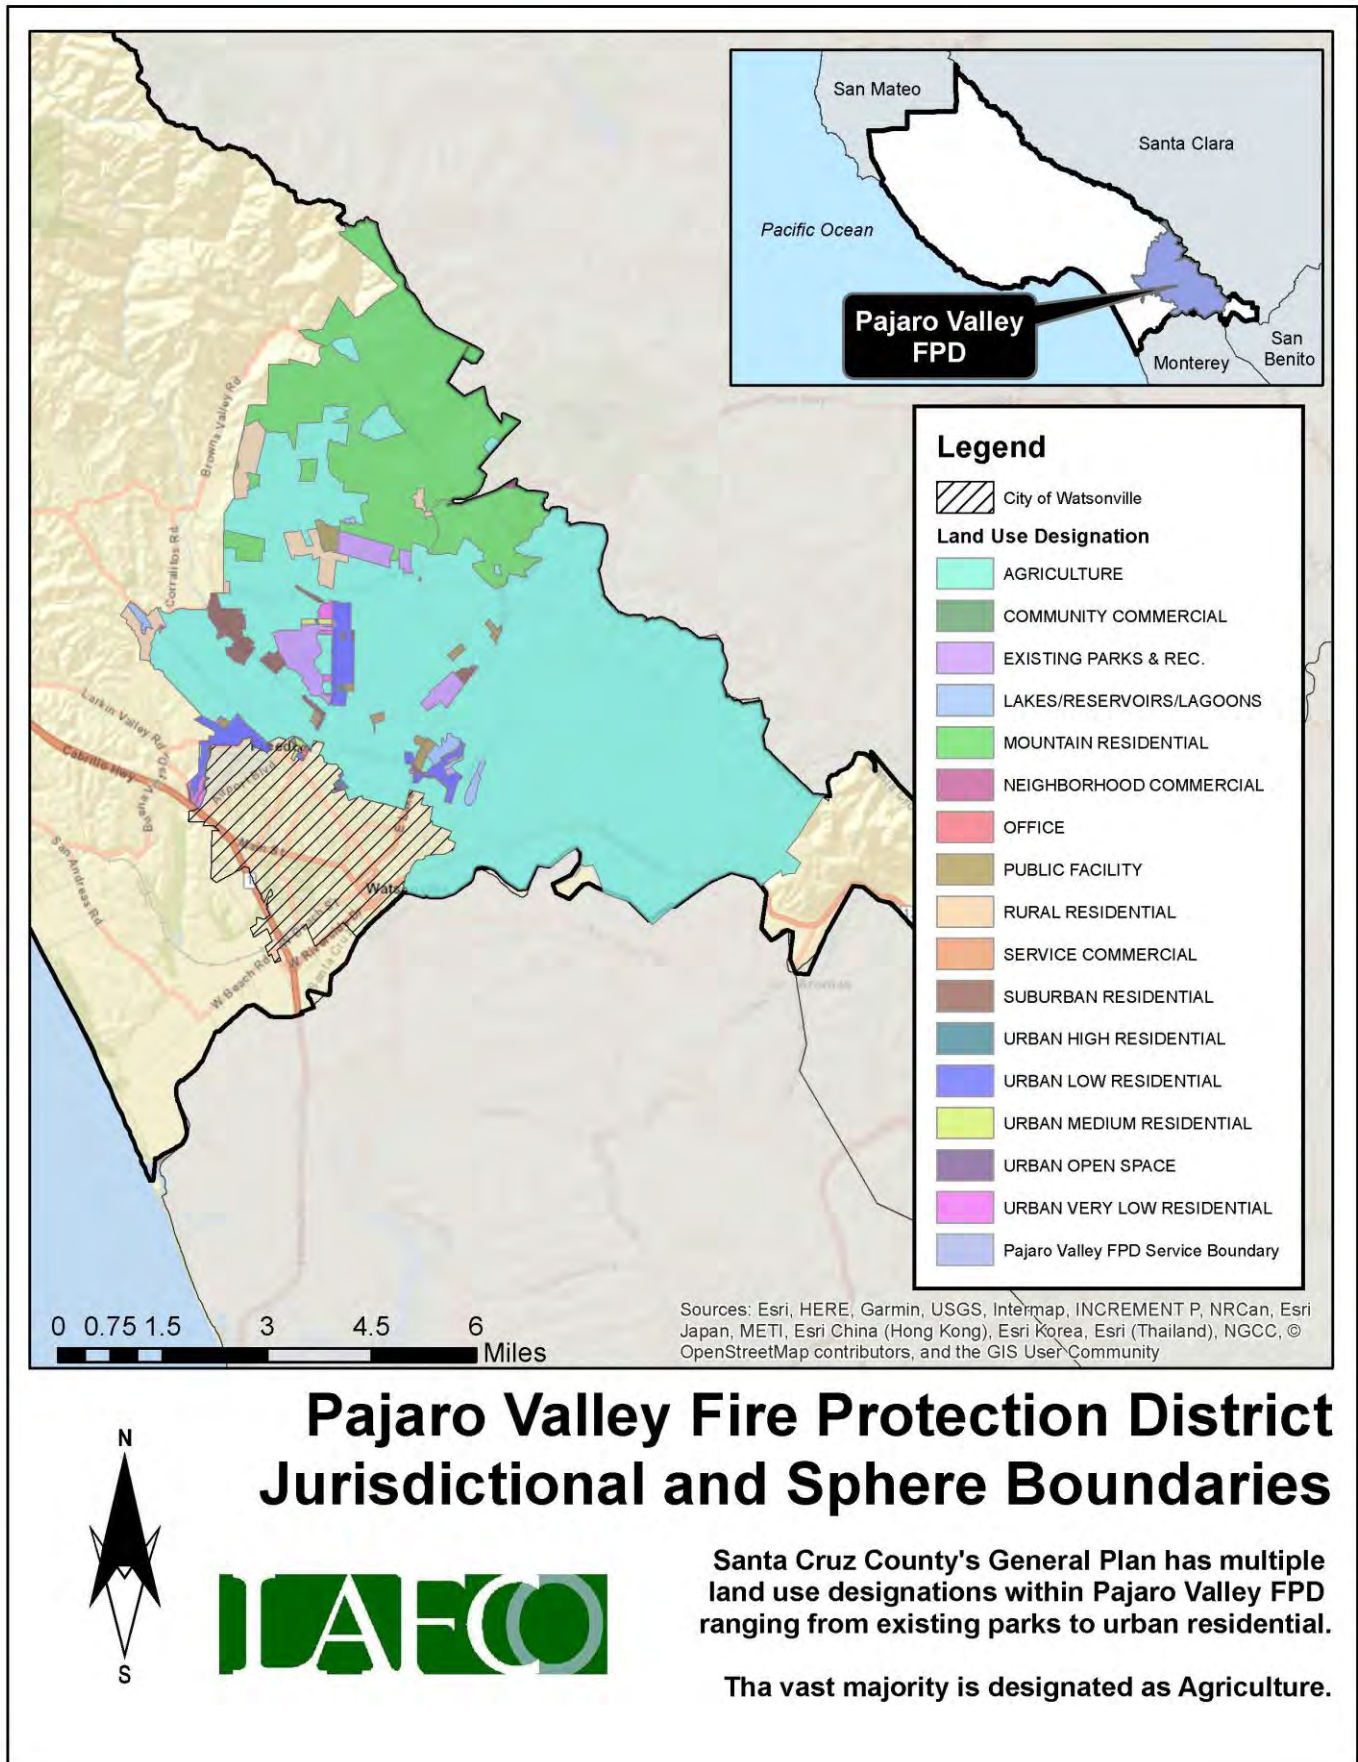 San Mateo
Santa Clara
Pacific Ocean
Pajaro Valley
FPD
San
Benito
Monterey
Browns Valley Rd
Corralitos Rd
Larkin Valley Rd
Cabrillo Hwy
Airport Blvd
Main St
San Andreas Rd
W Beach St
W Riverside Dr
W Beach Rd
Aromas
Legend
City of Watsonville
Land Use Designation
AGRICULTURE
COMMUNITY COMMERCIAL
EXISTING PARKS & REC.
LAKES/RESERVOIRS/LAGOONS
MOUNTAIN RESIDENTIAL
NEIGHBORHOOD COMMERCIAL
OFFICE
PUBLIC FACILITY
RURAL RESIDENTIAL
SERVICE COMMERCIAL
SUBURBAN RESIDENTIAL
URBAN HIGH RESIDENTIAL
URBAN LOW RESIDENTIAL
URBAN MEDIUM RESIDENTIAL
URBAN OPEN SPACE
URBAN VERY LOW RESIDENTIAL
Pajaro Valley FPD Service Boundary
0 0.75 1.5 3 4.5 6
Miles
Sources: Esri, HERE, Garmin, USGS, Intermap, INCREMENT P, NRCan, Esri
Japan, METI, Esri China (Hong Kong), Esri Korea, Esri (Thailand), NGCC, ©
OpenStreetMap contributors, and the GIS User Community
Pajaro Valley Fire Protection District
Jurisdictional and Sphere Boundaries
N
S
LAFCO
Santa Cruz County's General Plan has multiple
land use designations within Pajaro Valley FPD
ranging from existing parks to urban residential.
Tha vast majority is designated as Agriculture.